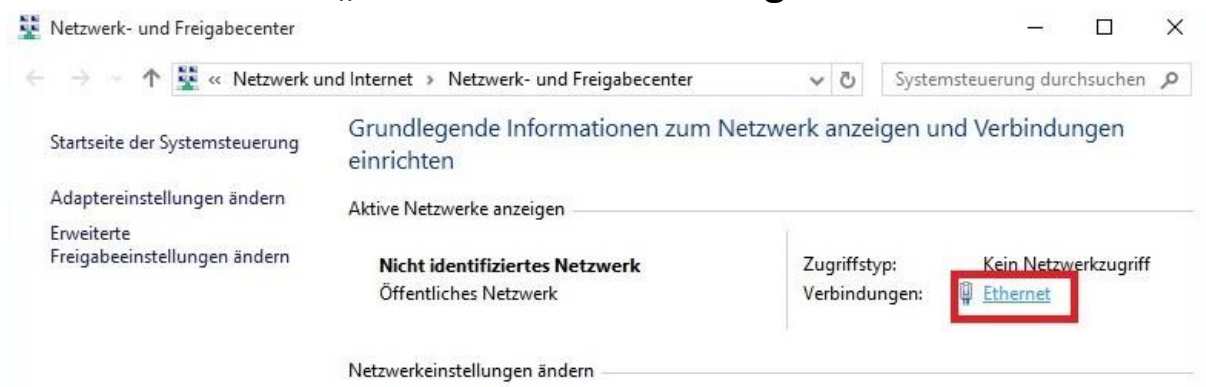 Netzwerk- und Freigabecenter
« Netzwerk und Internet › Netzwerk- und Freigabecenter
Systemsteuerung durchsuchen
Startseite der Systemsteuerung
Adaptereinstellungen ändern
Erweiterte
Freigabeeinstellungen ändern
Grundlegende Informationen zum Netzwerk anzeigen und Verbindungen
einrichten
Aktive Netzwerke anzeigen
Nicht identifiziertes Netzwerk
Öffentliches Netzwerk
Zugriffstyp: Kein Netzwerkzugriff
Verbindungen: Ethernet
Netzwerkeinstellungen ändern